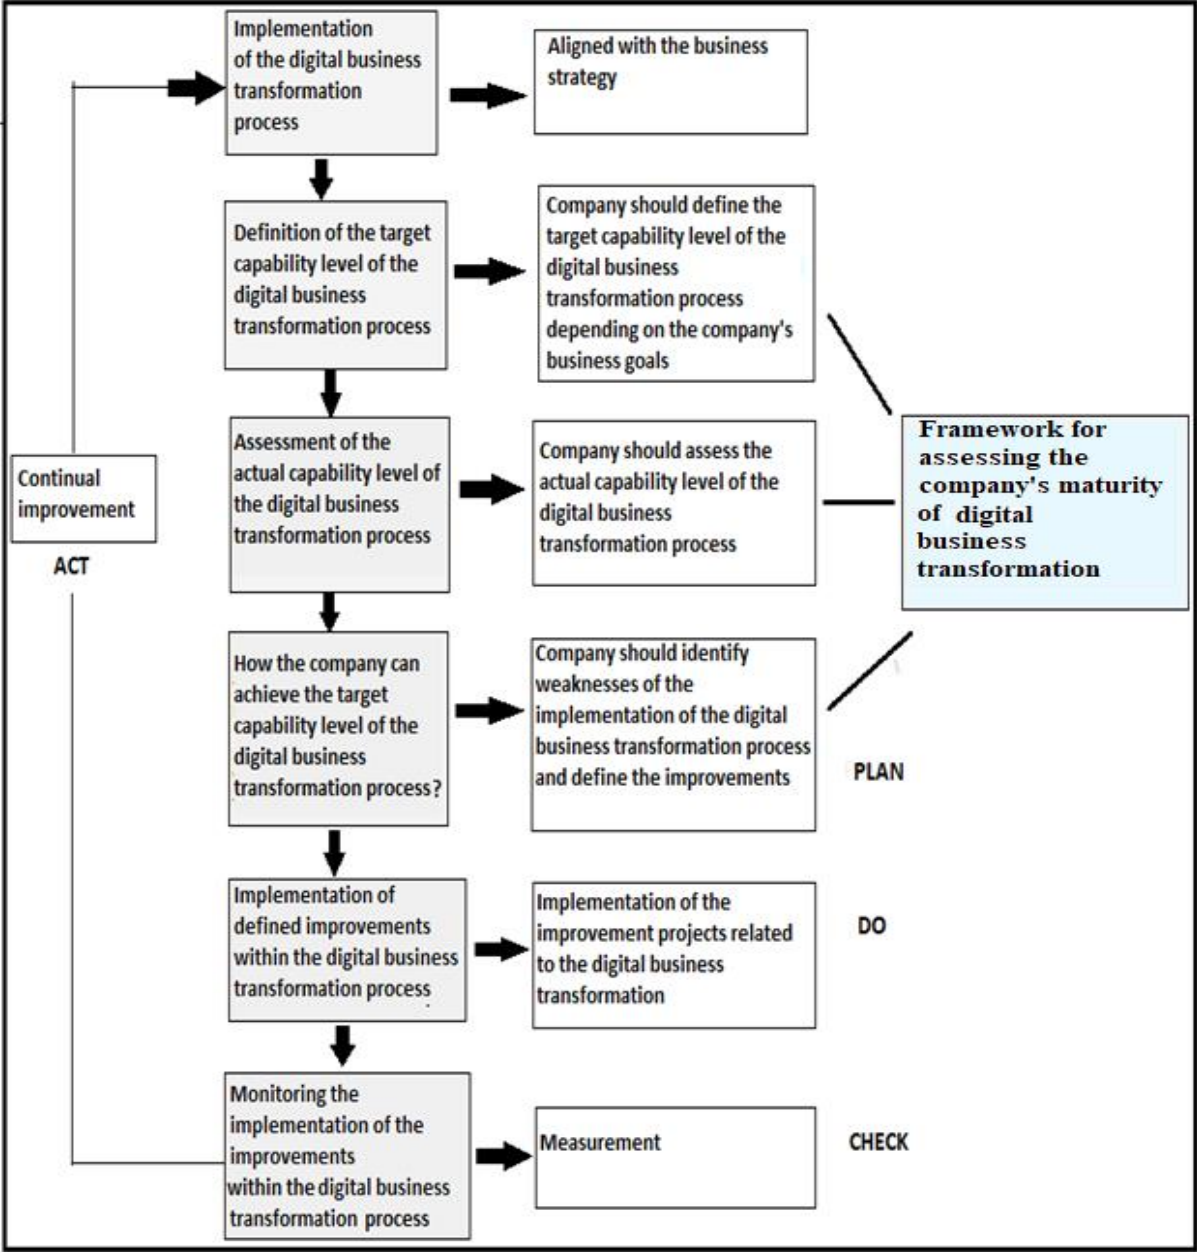 Implementation
of the digital business
transformation
process
Aligned with the business
strategy
Definition of the target
capability level of the
digital business
transformation process
Company should define the
target capability level of the
digital business
transformation process
depending on the company's
business goals
Assessment of the
actual capability level of
the digital business
transformation process
Company should assess the
actual capability level of the
digital business
transformation process
Framework for
assessing the
company's maturity
of digital
business
transformation
Continual
improvement
ACT
How the company can
achieve the target
capability level of the
digital business
transformation process?
Company should identify
weaknesses of the
implementation of the digital
business transformation process
and define the improvements
PLAN
Implementation of
defined improvements
within the digital business
transformation process
Implementation of the
improvement projects related
to the digital business
transformation
DO
Monitoring the
implementation of the
improvements
within the digital business
transformation process
Measurement
CHECK